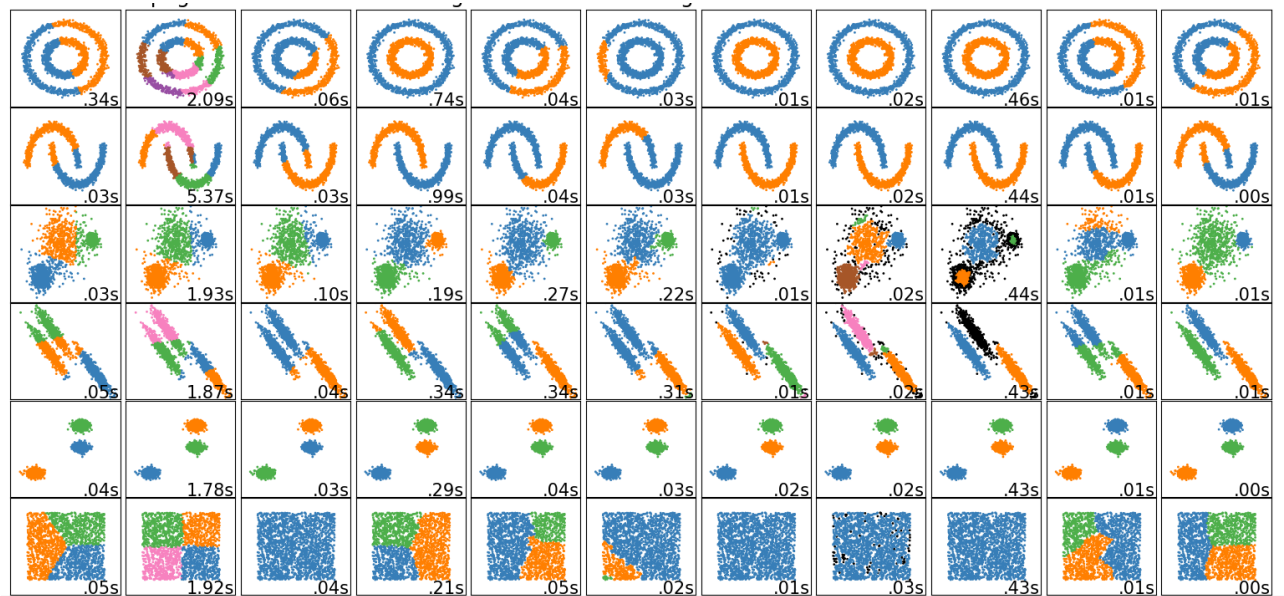 .34s 2.09s .06s .74s .04s .03s .01s .02s .46s .01s .01s
.03s 5.37s .03s .99s .04s .03s .01s .02s .44s .01s .00s
.03s 1.93s .10s .19s .27s .22s .01s .02s .44s .01s .01s
.05s 1.87s .04s .34s .34s .31s .01s .02s .43s .01s .01s
.04s 1.78s .03s .29s .04s .03s .02s .02s .43s .01s .00s
.05s 1.92s .04s .21s .05s .02s .01s .03s .43s .01s .00s